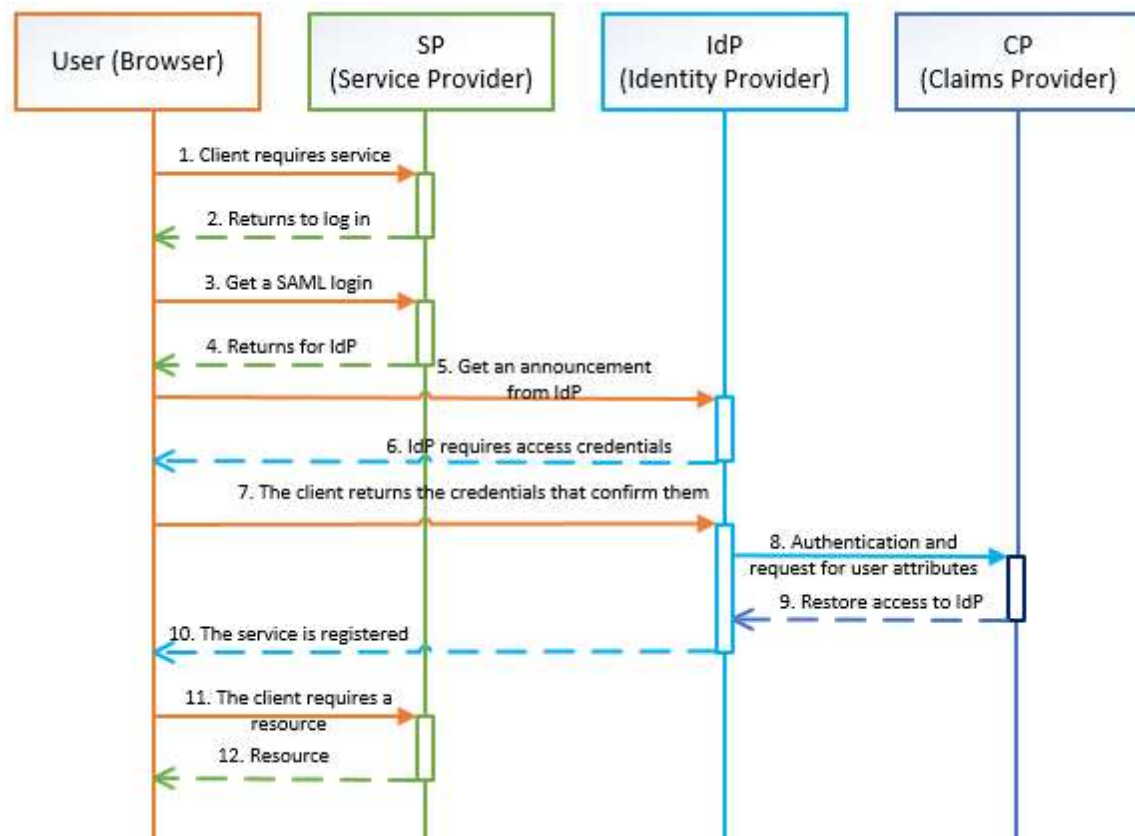 User (Browser)
SP
(Service Provider)
IdP
(Identity Provider)
CP
(Claims Provider)
1. Client requires service
2. Returns to log in
3. Get a SAML login
4. Returns for IdP
5. Get an announcement
from IdP
6. IdP requires access credentials
7. The client returns the credentials that confirm them
8. Authentication and
request for user attributes
9. Restore access to IdP
10. The service is registered
11. The client requires a
resource
12. Resource